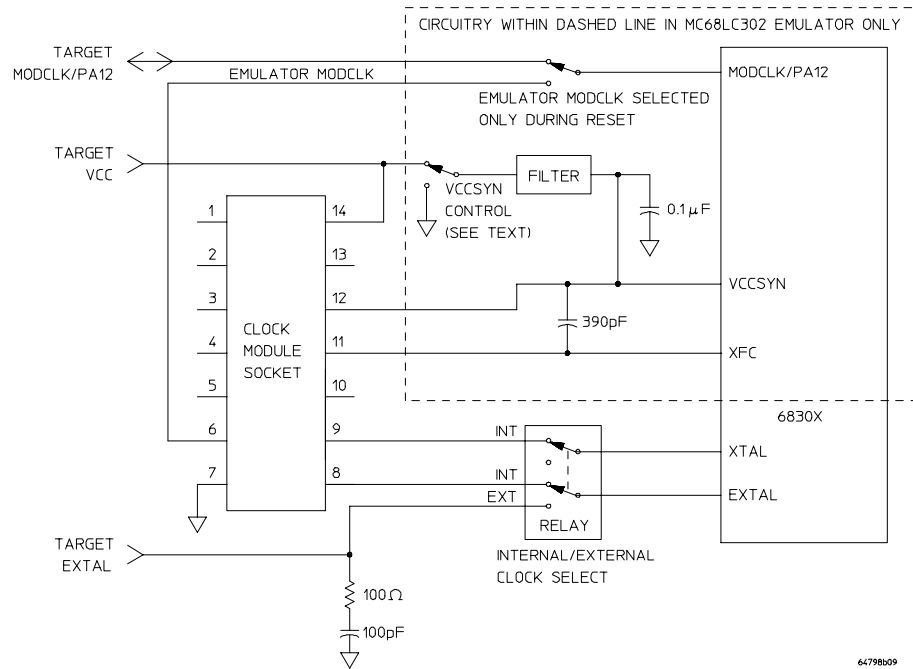 CIRCUITRY WITHIN DASHED LINE IN MC68LC302 EMULATOR ONLY
TARGET
MODCLK/PA12
EMULATOR MODCLK
MODCLK/PA12
EMULATOR MODCLK SELECTED
ONLY DURING RESET
TARGET
VCC
FILTER
VCCSYN
CONTROL
(SEE TEXT)
0.1µF
1
14
2
13
3
12
VCCSYN
390pF
4
11
XFC
CLOCK
MODULE
SOCKET
5
10
6830X
6
9
INT
XTAL
7
8
INT
EXT
EXTAL
RELAY
TARGET
EXTAL
INTERNAL/EXTERNAL
CLOCK SELECT
100Ω
100pF
64798b09